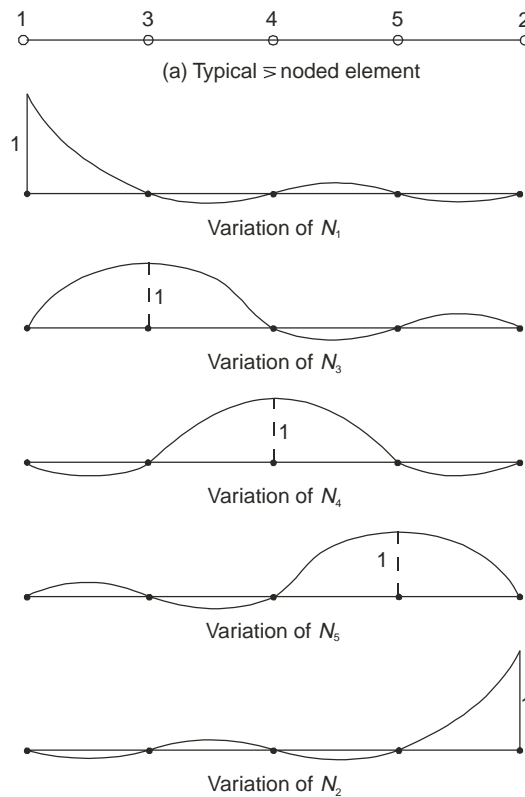 1 3 4 5 2
(a) Typical ⋝ noded element
1
Variation of N₁
1
Variation of N₃
1
Variation of N₄
1
Variation of N₅
1
Variation of N₂